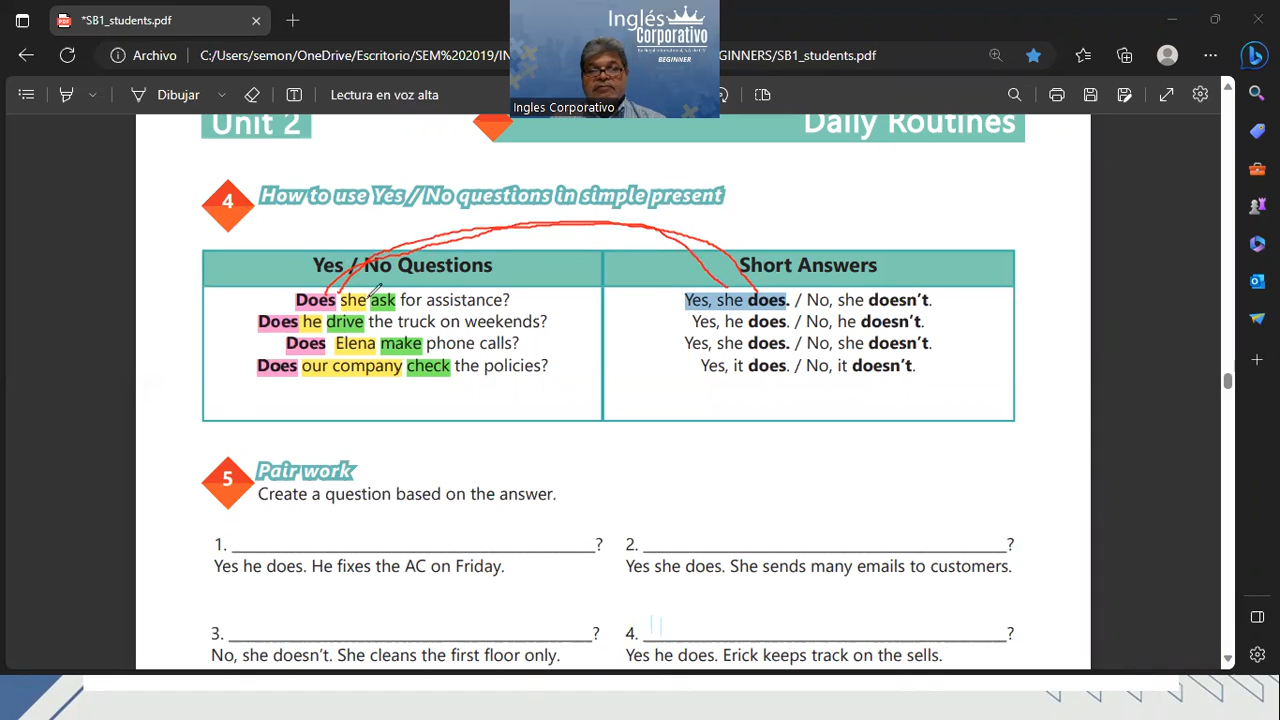 *SB1_students.pdf
Archivo
C:/Users/semon/OneDrive/Escritorio/SEM%202019/IN
EGINNERS/SB1_students.pdf
Inglés
Corporativo
BEGINNER
Ingles Corporativo
Dibujar
Lectura en voz alta
Unit 2
Daily Routines
4
How to use Yes / No questions in simple present
Yes / No Questions
Short Answers
Does she ask for assistance?
Yes, she does. / No, she doesn't.
Does he drive the truck on weekends?
Yes, he does. / No, he doesn't.
Does Elena make phone calls?
Yes, she does. / No, she doesn't.
Does our company check the policies?
Yes, it does. / No, it doesn't.
5
Pair work
Create a question based on the answer.
1. ______________________________________?
2. ______________________________________?
Yes he does. He fixes the AC on Friday.
Yes she does. She sends many emails to customers.
3. ______________________________________?
4. ______________________________________?
No, she doesn't. She cleans the first floor only.
Yes he does. Erick keeps track on the sells.